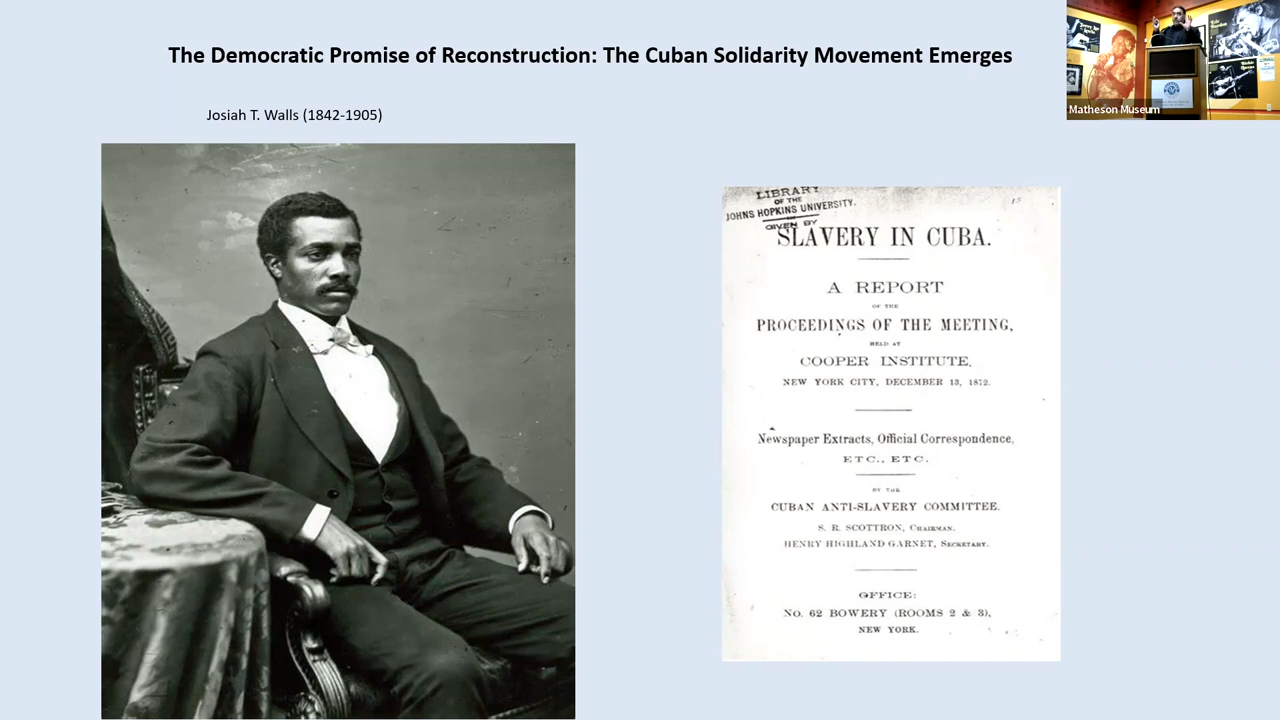 The Democratic Promise of Reconstruction: The Cuban Solidarity Movement Emerges
Josiah T. Walls (1842-1905)
Matheson Museum
LIBRARY
OF THE
JOHNS HOPKINS UNIVERSITY.
GIVEN BY
SLAVERY IN CUBA.
A REPORT
OF THE
PROCEEDINGS OF THE MEETING,
HELD AT
COOPER INSTITUTE,
NEW YORK CITY, DECEMBER 13, 1872.
Newspaper Extracts, Official Correspondence,
ETC., ETC.
BY THE
CUBAN ANTI-SLAVERY COMMITTEE.
S. R. SCOTTRON, CHAIRMAN.
HENRY HIGHLAND GARNET, SECRETARY.
OFFICE:
NO. 62 BOWERY (ROOMS 2 & 3),
NEW YORK.